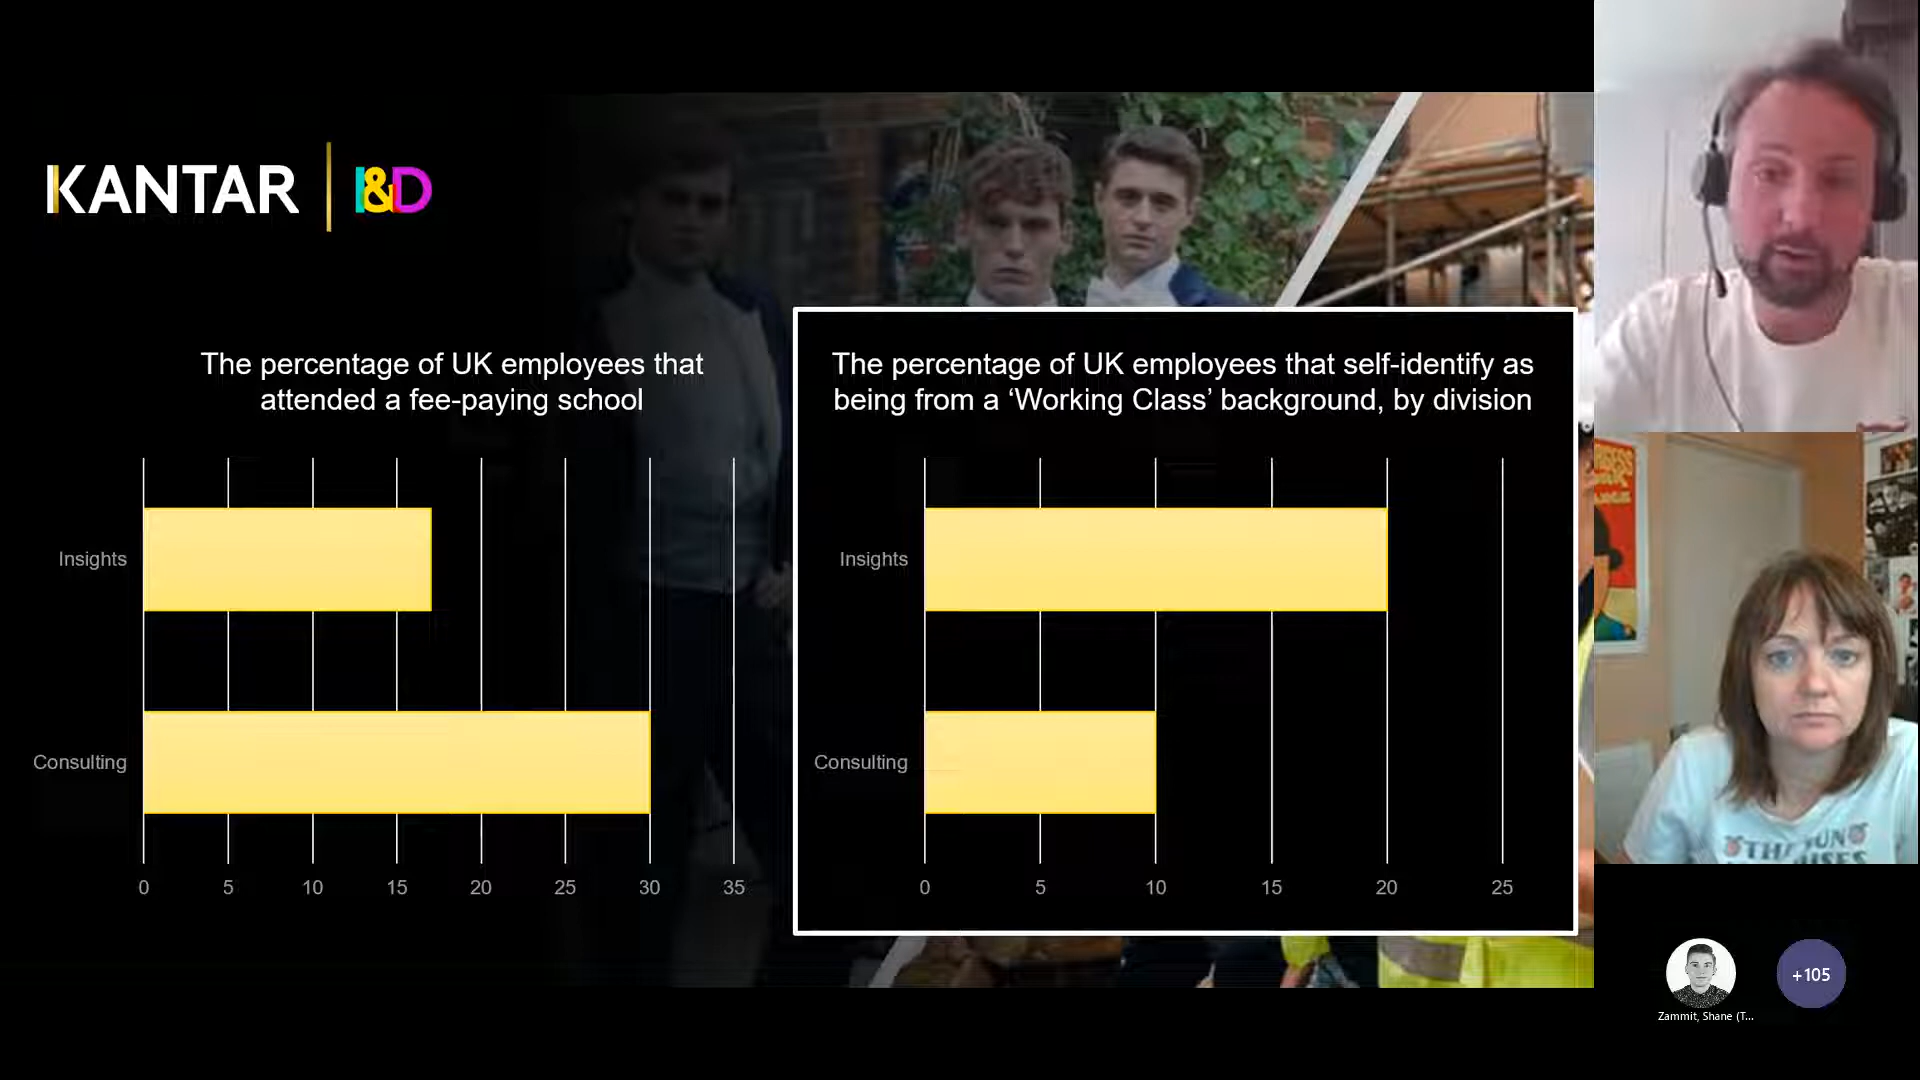 KANTAR
I&D
The percentage of UK employees that
attended a fee-paying school
Insights
Consulting
0 5 10 15 20 25 30 35
The percentage of UK employees that self-identify as
being from a ‘Working Class’ background, by division
Insights
Consulting
0 5 10 15 20 25
THE SUN
Zammit, Shane (T...
+105